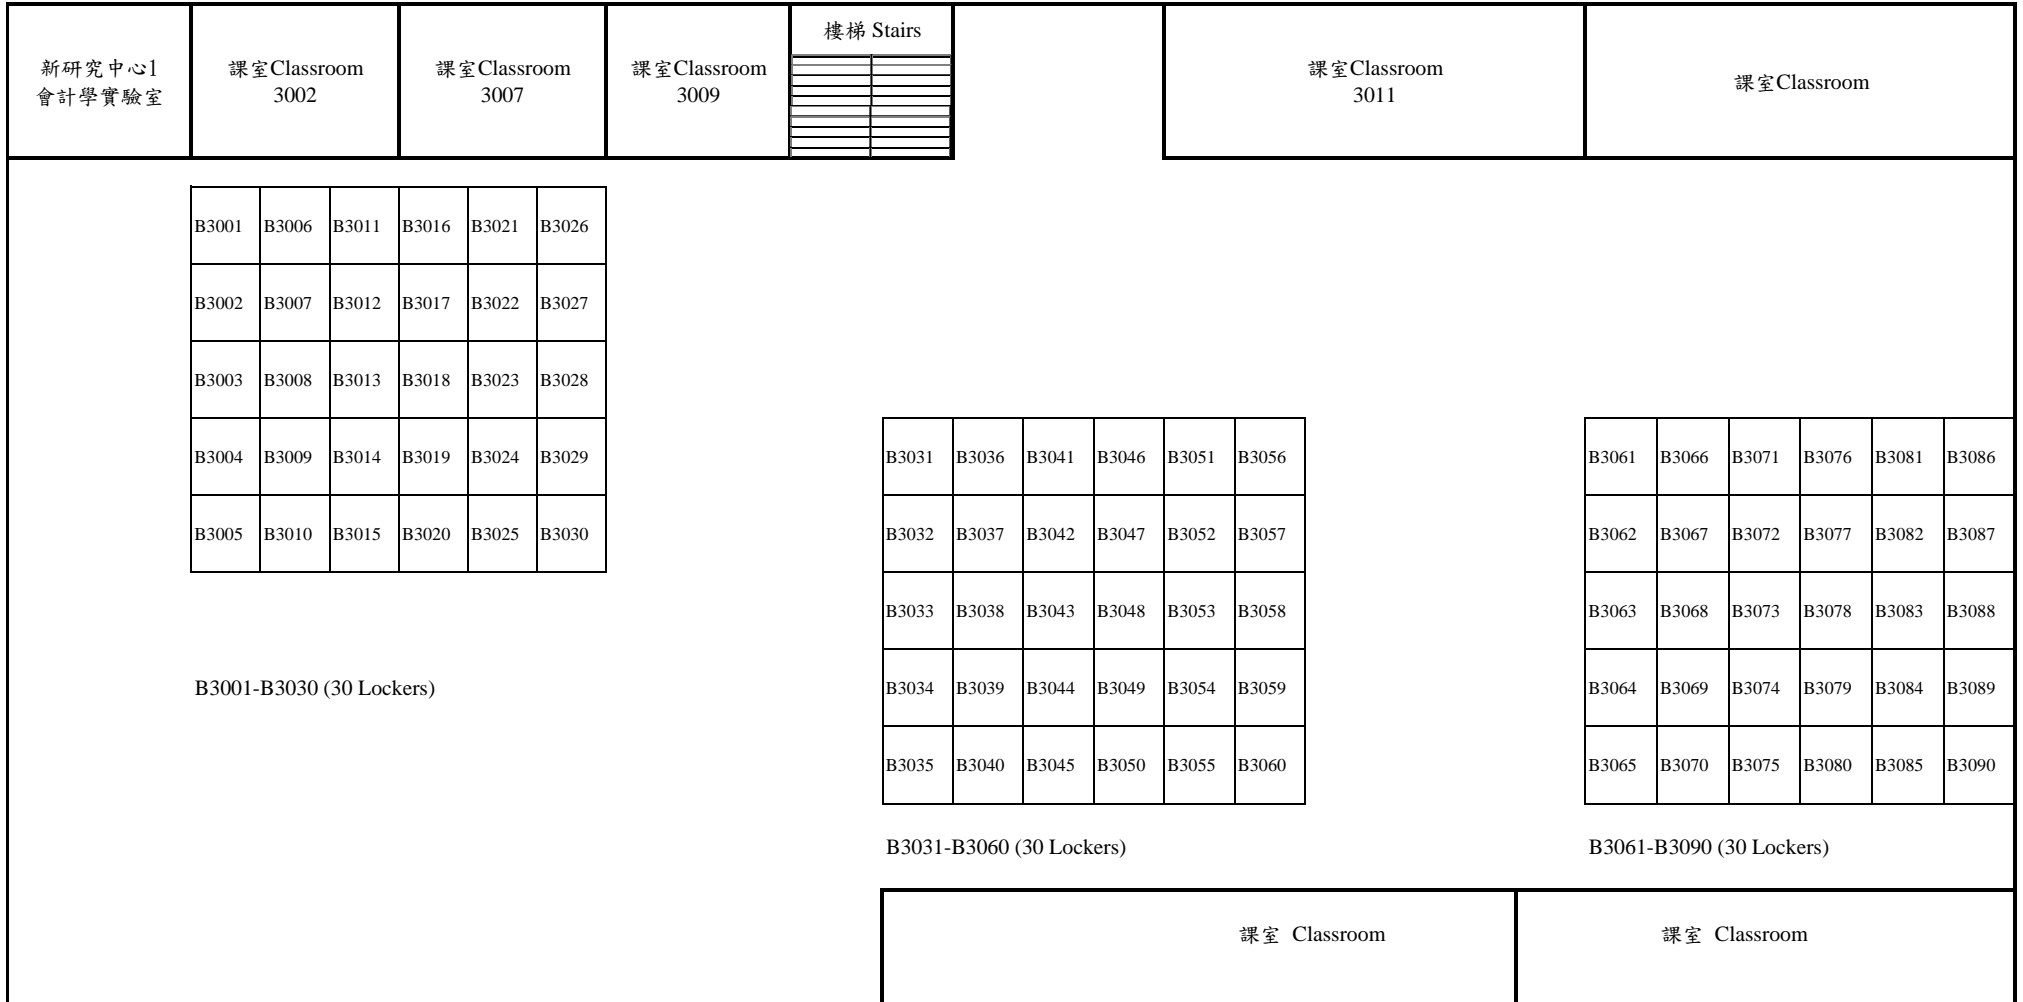 新研究中心1
會計學實驗室
課室Classroom
3002
課室Classroom
3007
課室Classroom
3009
樓梯 Stairs
課室Classroom
3011
課室Classroom
B3001 B3006 B3011 B3016 B3021 B3026
B3002 B3007 B3012 B3017 B3022 B3027
B3003 B3008 B3013 B3018 B3023 B3028
B3004 B3009 B3014 B3019 B3024 B3029
B3005 B3010 B3015 B3020 B3025 B3030
B3001-B3030 (30 Lockers)
B3031 B3036 B3041 B3046 B3051 B3056
B3032 B3037 B3042 B3047 B3052 B3057
B3033 B3038 B3043 B3048 B3053 B3058
B3034 B3039 B3044 B3049 B3054 B3059
B3035 B3040 B3045 B3050 B3055 B3060
B3031-B3060 (30 Lockers)
B3061 B3066 B3071 B3076 B3081 B3086
B3062 B3067 B3072 B3077 B3082 B3087
B3063 B3068 B3073 B3078 B3083 B3088
B3064 B3069 B3074 B3079 B3084 B3089
B3065 B3070 B3075 B3080 B3085 B3090
B3061-B3090 (30 Lockers)
課室 Classroom
課室 Classroom